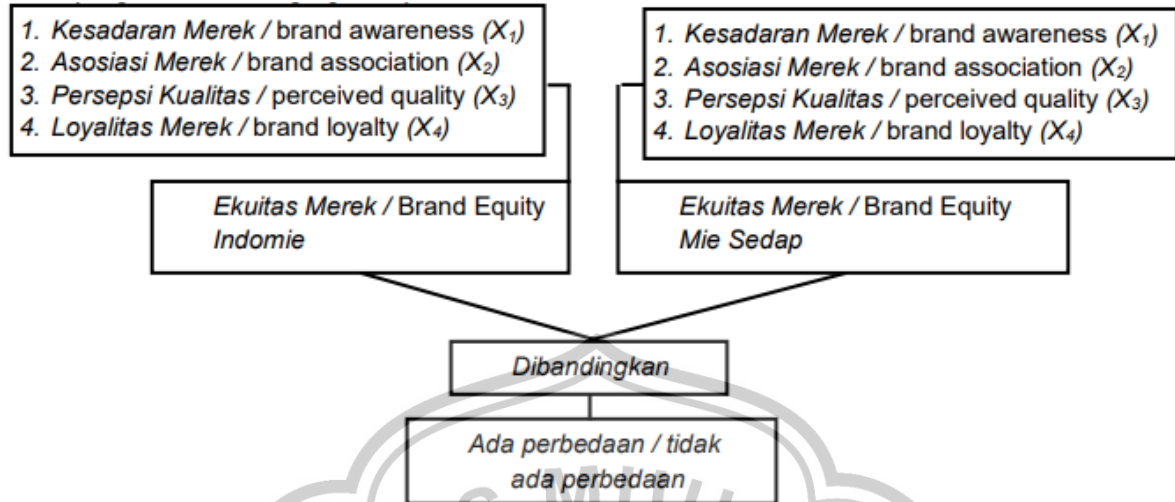 1. Kesadaran Merek / brand awareness (X₁)
2. Asosiasi Merek / brand association (X₂)
3. Persepsi Kualitas / perceived quality (X₃)
4. Loyalitas Merek / brand loyalty (X₄)
1. Kesadaran Merek / brand awareness (X₁)
2. Asosiasi Merek / brand association (X₂)
3. Persepsi Kualitas / perceived quality (X₃)
4. Loyalitas Merek / brand loyalty (X₄)
Ekuitas Merek / Brand Equity
Indomie
Ekuitas Merek / Brand Equity
Mie Sedap
Dibandingkan
Ada perbedaan / tidak
ada perbedaan